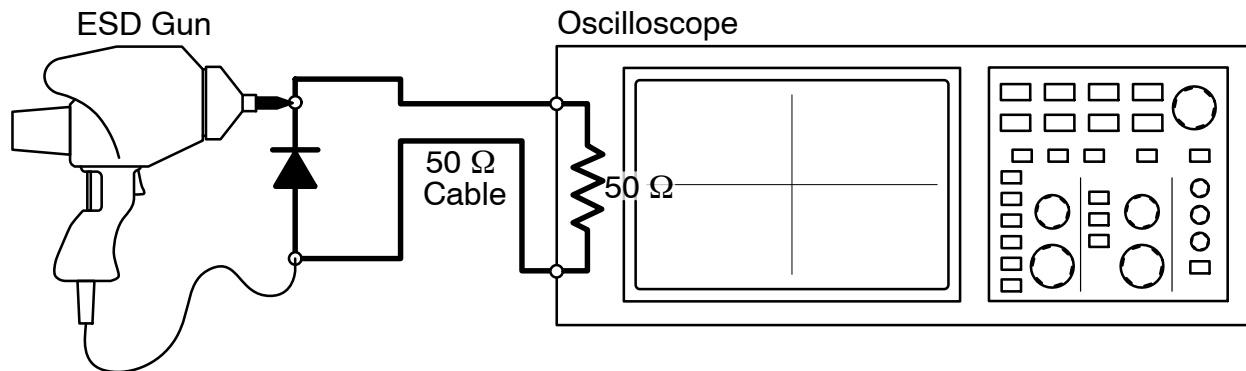 ESD Gun
Oscilloscope
50 Ω
Cable
50 Ω